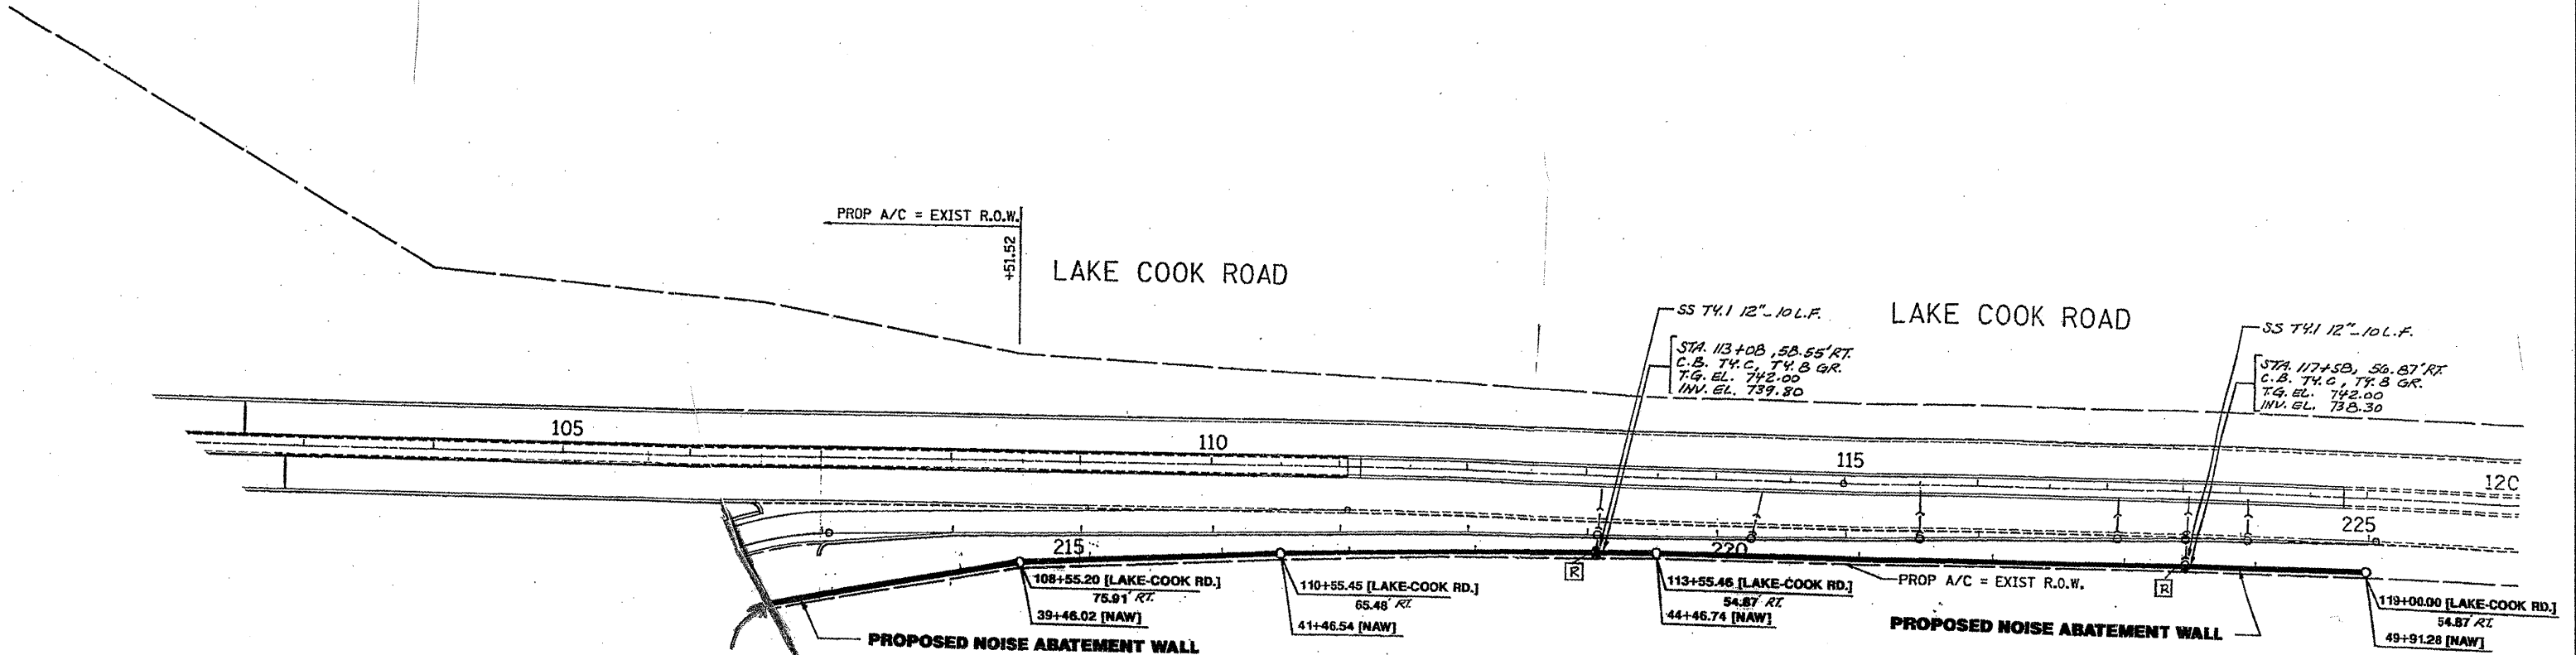 PROP A/C = EXIST R.O.W.
+51.52
LAKE COOK ROAD
SS TY.1 12"-10 L.F.
STA. 113+08, 58.55' RT.
C.B. TY. C, TY. 8 GR.
T.G. EL. 742.00
INV. EL. 739.80
LAKE COOK ROAD
SS TY.1 12"-10 L.F.
STA. 117+58, 56.87' RT.
C.B. TY. C, TY. 8 GR.
T.G. EL. 742.00
INV. EL. 738.30
105
110
115
12C
215
220
225
R
R
108+55.20 [LAKE-COOK RD.]
75.91' RT.
39+46.02 [NAW]
110+55.45 [LAKE-COOK RD.]
65.48' RT.
41+46.54 [NAW]
113+55.46 [LAKE-COOK RD.]
54.87' RT.
44+46.74 [NAW]
PROP A/C = EXIST R.O.W.
119+00.00 [LAKE-COOK RD.]
54.87 RT.
49+91.28 [NAW]
PROPOSED NOISE ABATEMENT WALL
PROPOSED NOISE ABATEMENT WALL